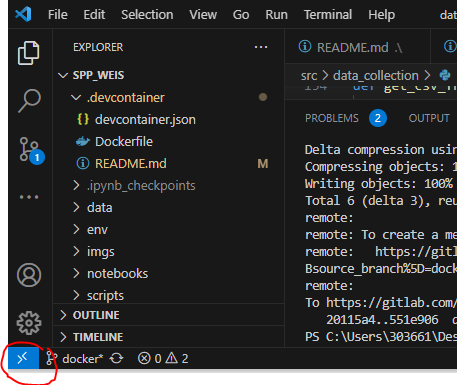 File Edit Selection View Go Run Terminal Help dat
EXPLORER
README.md .\
SPP_WEIS
src > data_collection >
.devcontainer
def get_csv_
{ } devcontainer.json
PROBLEMS 2 OUTPUT
Dockerfile
README.md M
.ipynb_checkpoints
data
env
imgs
notebooks
scripts
OUTLINE
TIMELINE
1
Delta compression usin
Compressing objects: 1
Writing objects: 100%
Total 6 (delta 3), reu
remote:
remote: To create a me
remote:   https://gitl
Bsource_branch%5D=dock
remote:
To https://gitlab.com/
20115a4..551e906 d
PS C:\Users\303661\Des
docker* 0 2